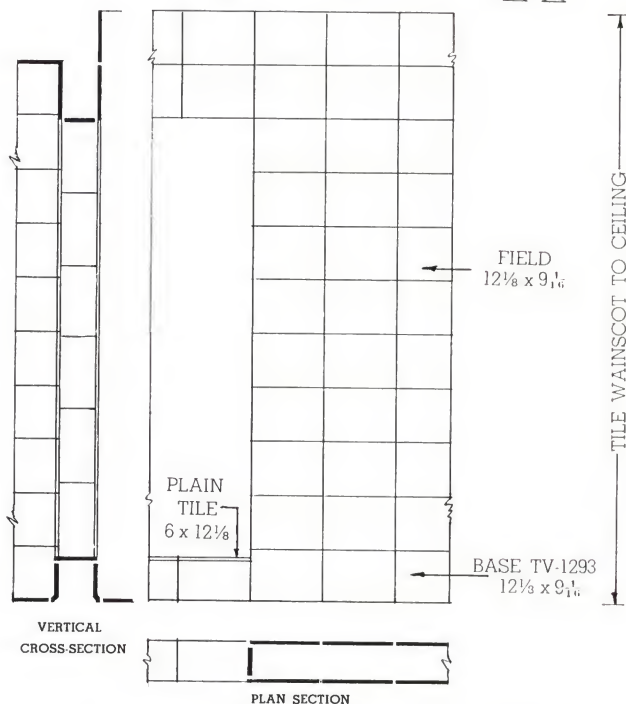 FIELD
12⅛ x 9 1/16
TILE WAINSCOT TO CEILING
PLAIN
TILE
6 x 12⅛
BASE TV-1293
12⅓ x 9 1/16
VERTICAL
CROSS-SECTION
PLAN SECTION